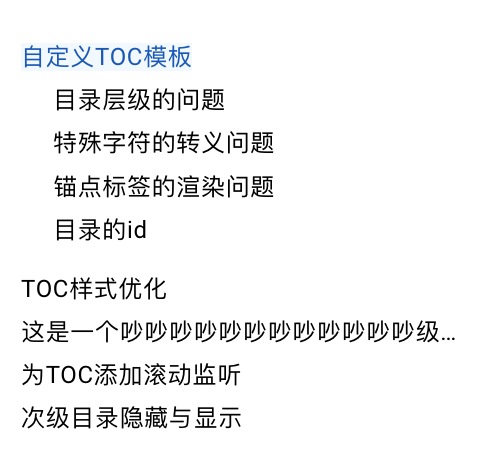 自定义TOC模板
目录层级的问题
特殊字符的转义问题
锚点标签的渲染问题
目录的id
TOC样式优化
这是一个吵吵吵吵吵吵吵吵吵吵吵吵级...
为TOC添加滚动监听
次级目录隐藏与显示